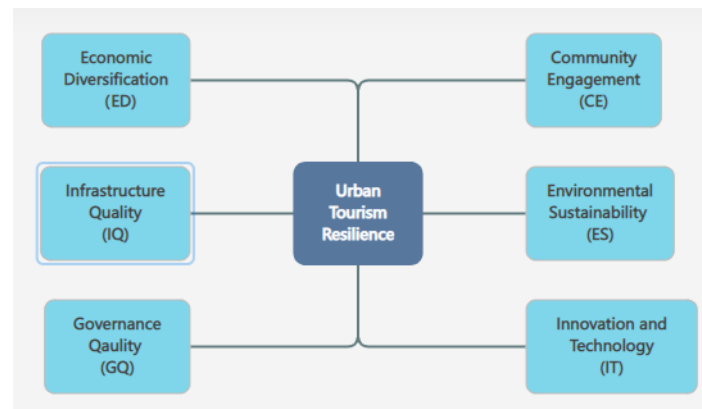 Economic
Diversification
(ED)
Community
Engagement
(CE)
Infrastructure
Quality
(IQ)
Urban
Tourism
Resilience
Environmental
Sustainability
(ES)
Governance
Qaulity
(GQ)
Innovation and
Technology
(IT)